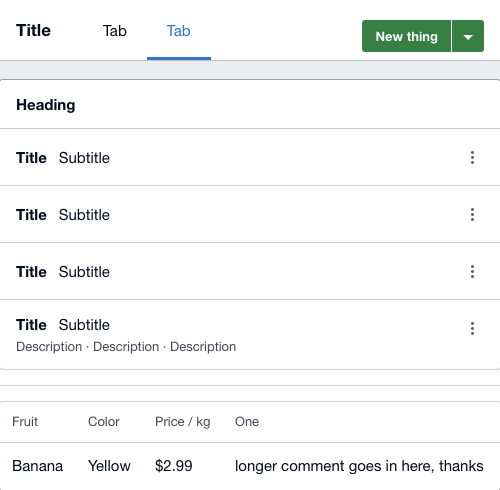 Title Tab Tab New thing
Heading
Title Subtitle
Title Subtitle
Title Subtitle
Title Subtitle
Description · Description · Description
Fruit Color Price / kg One
Banana Yellow $2.99 longer comment goes in here, thanks